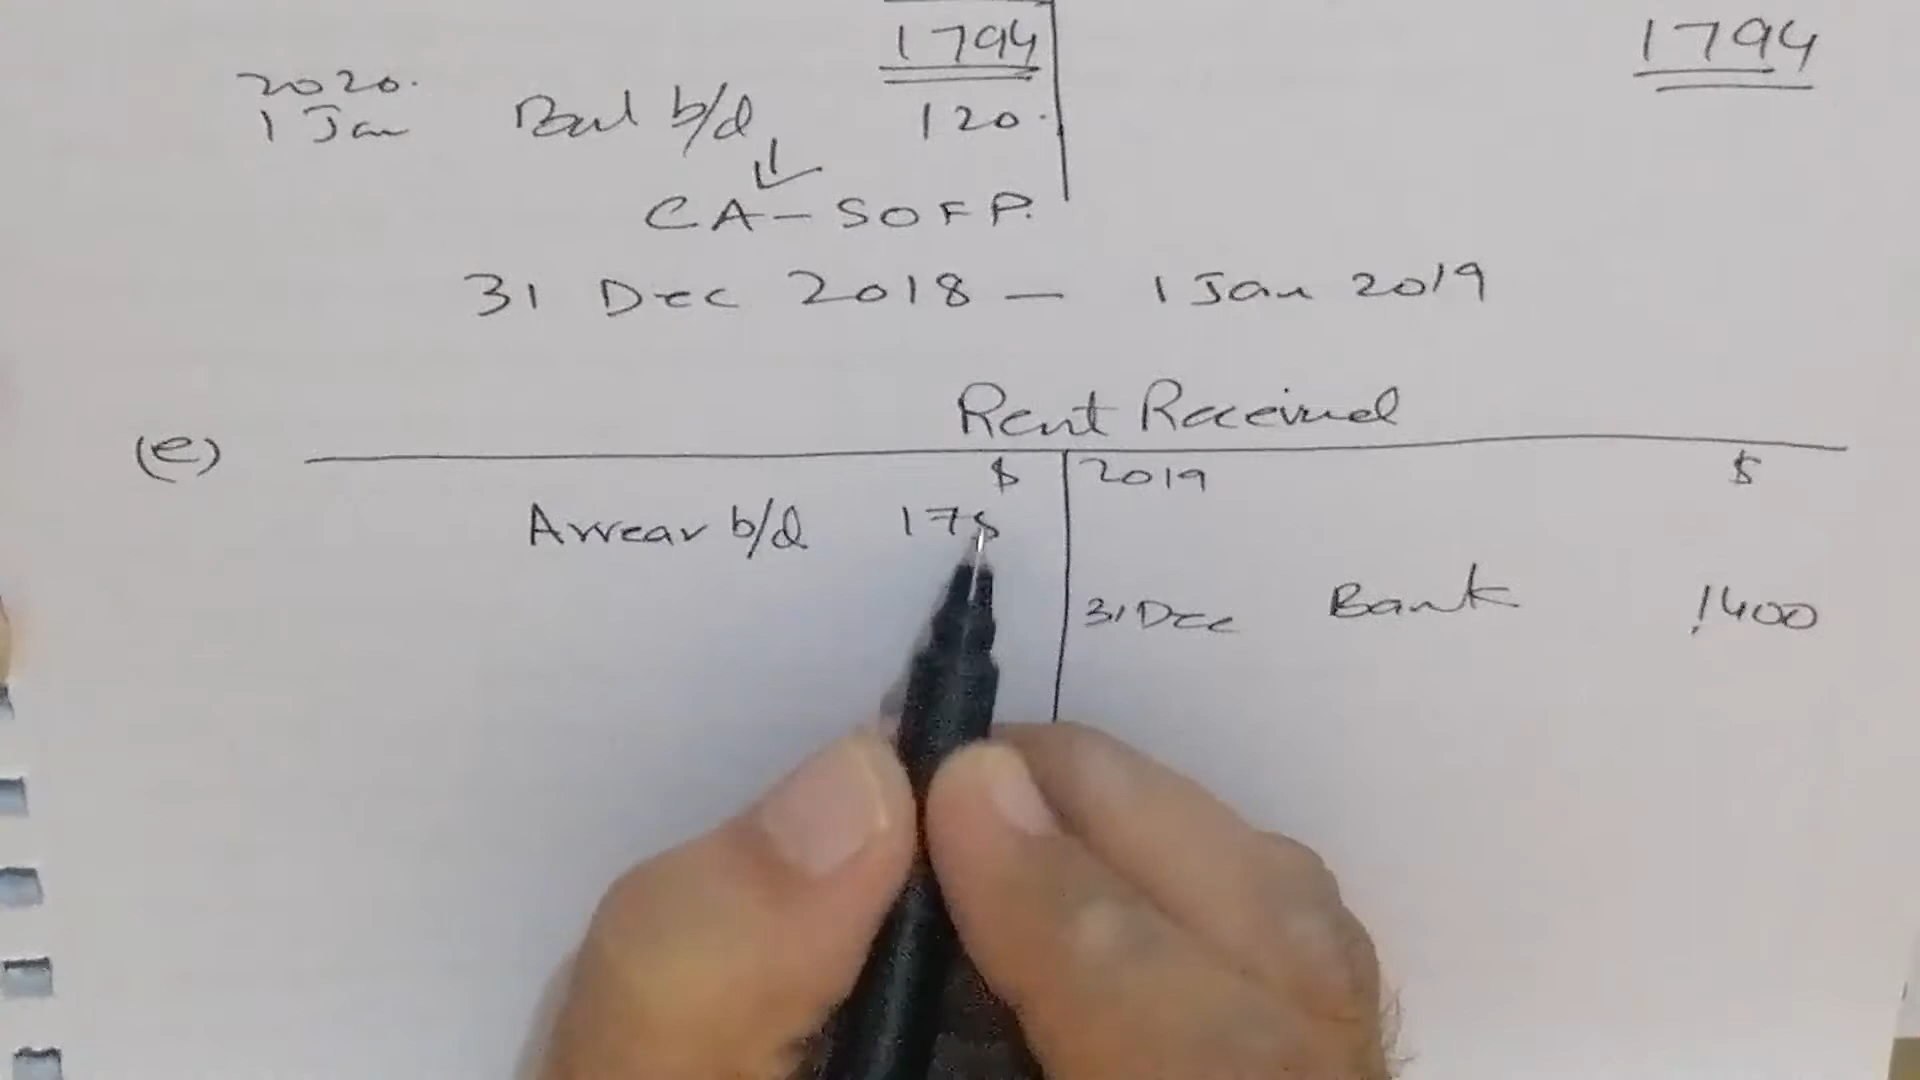 1794 1794
2020.
1 Jan Bal b/d 120.
CA - SOFP.
31 Dec 2018 - 1 Jan 2019
Rent Received
(e)
$ 2019 $
Arrear b/d 175
31 Dec Bank 1400